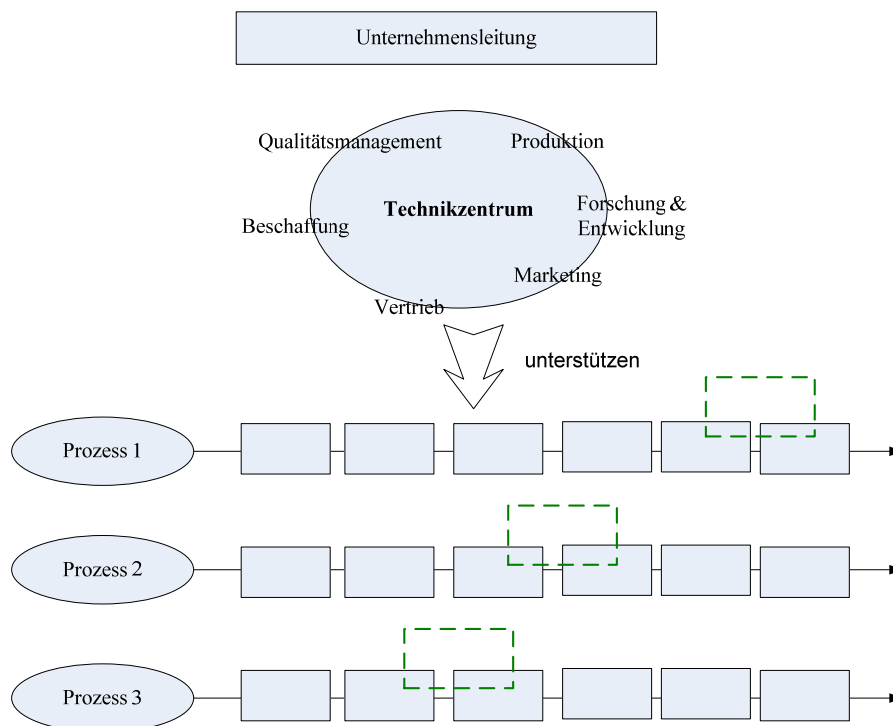 Unternehmensleitung
Qualitätsmanagement
Produktion
Technikzentrum
Forschung &
Entwicklung
Beschaffung
Marketing
Vertrieb
unterstützen
Prozess 1
Prozess 2
Prozess 3